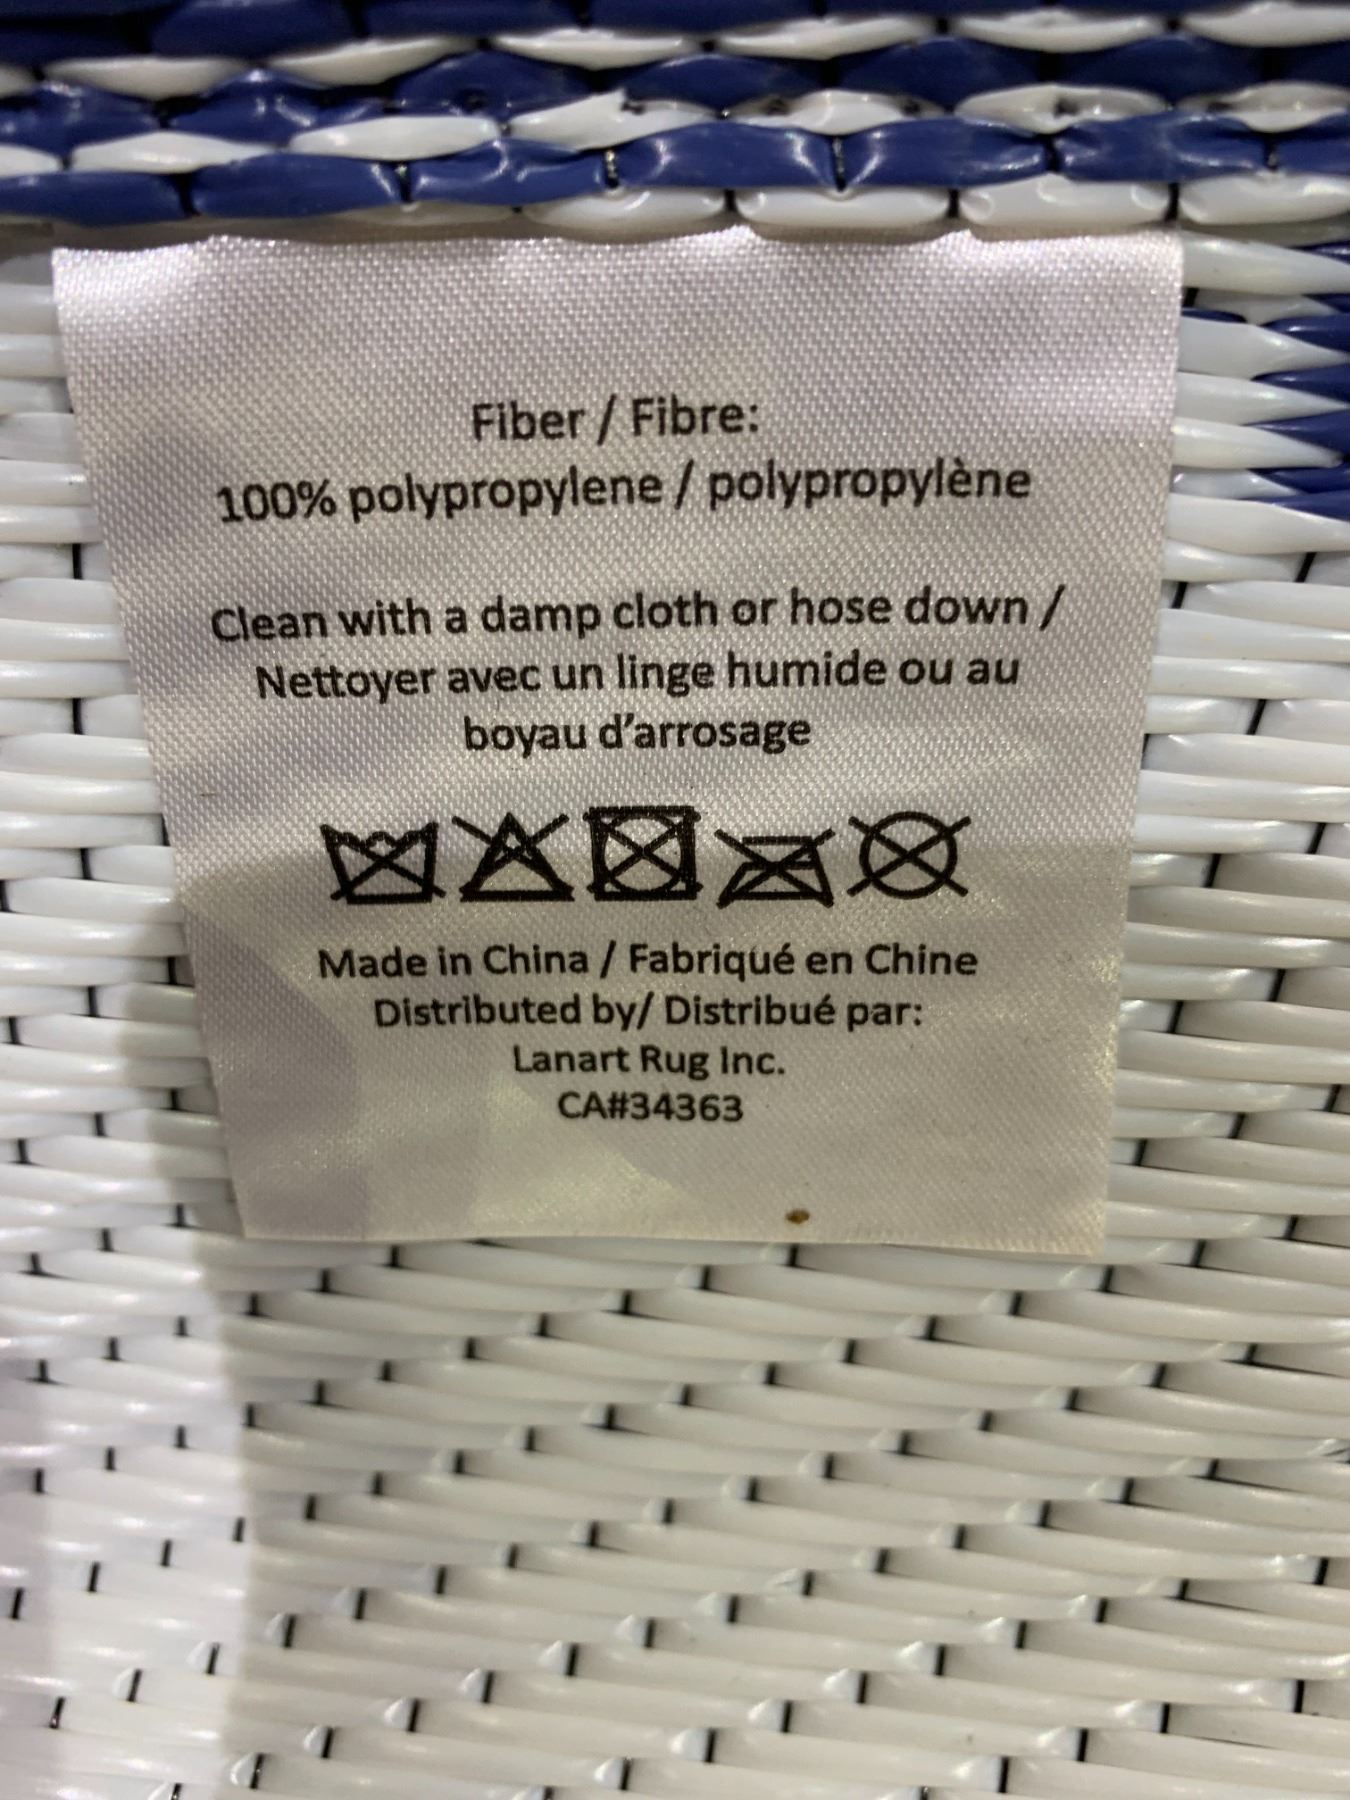 Fiber / Fibre:
100% polypropylene / polypropylène
Clean with a damp cloth or hose down /
Nettoyer avec un linge humide ou au
boyau d’arrosage
Made in China / Fabriqué en Chine
Distributed by/ Distribué par:
Lanart Rug Inc.
CA#34363